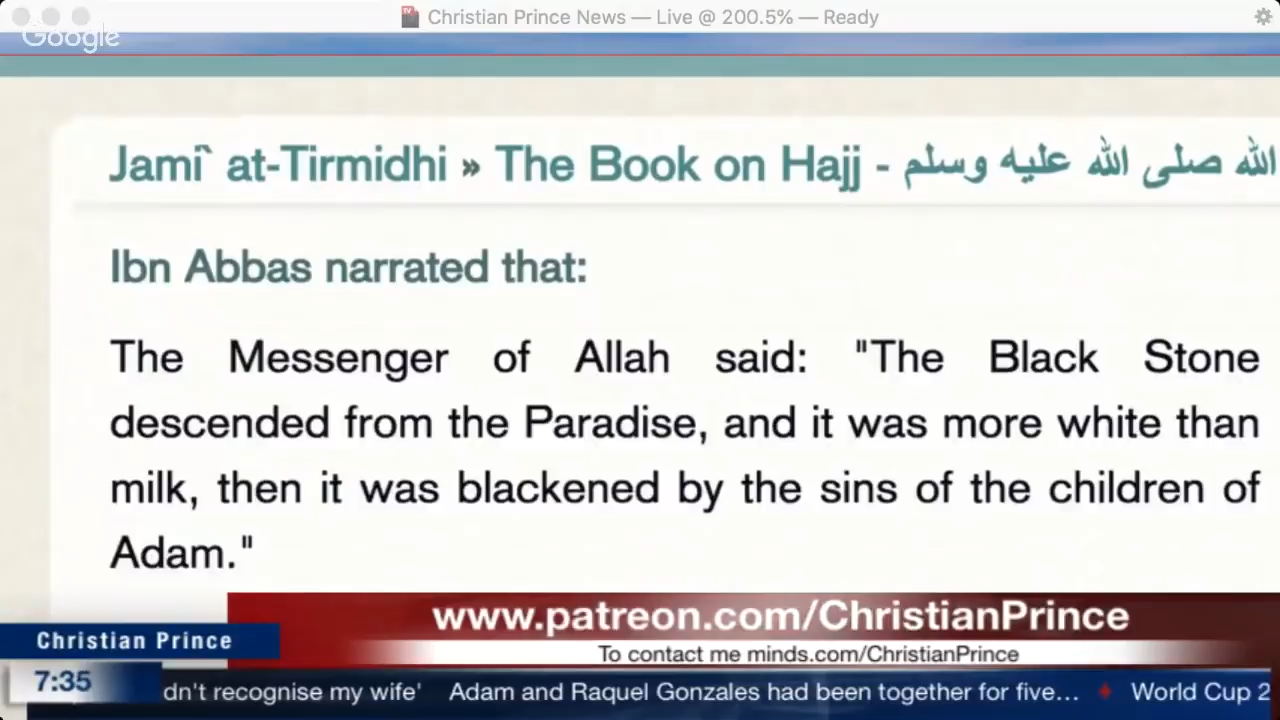 Christian Prince News — Live @ 200.5% — Ready
Google
Jami` at-Tirmidhi » The Book on Hajj - الله صلى الله عليه وسلم
Ibn Abbas narrated that:
The Messenger of Allah said: "The Black Stone
descended from the Paradise, and it was more white than
milk, then it was blackened by the sins of the children of
Adam."
www.patreon.com/ChristianPrince
Christian Prince
To contact me minds.com/ChristianPrince
7:35
dn't recognise my wife' Adam and Raquel Gonzales had been together for five... ♦ World Cup 2